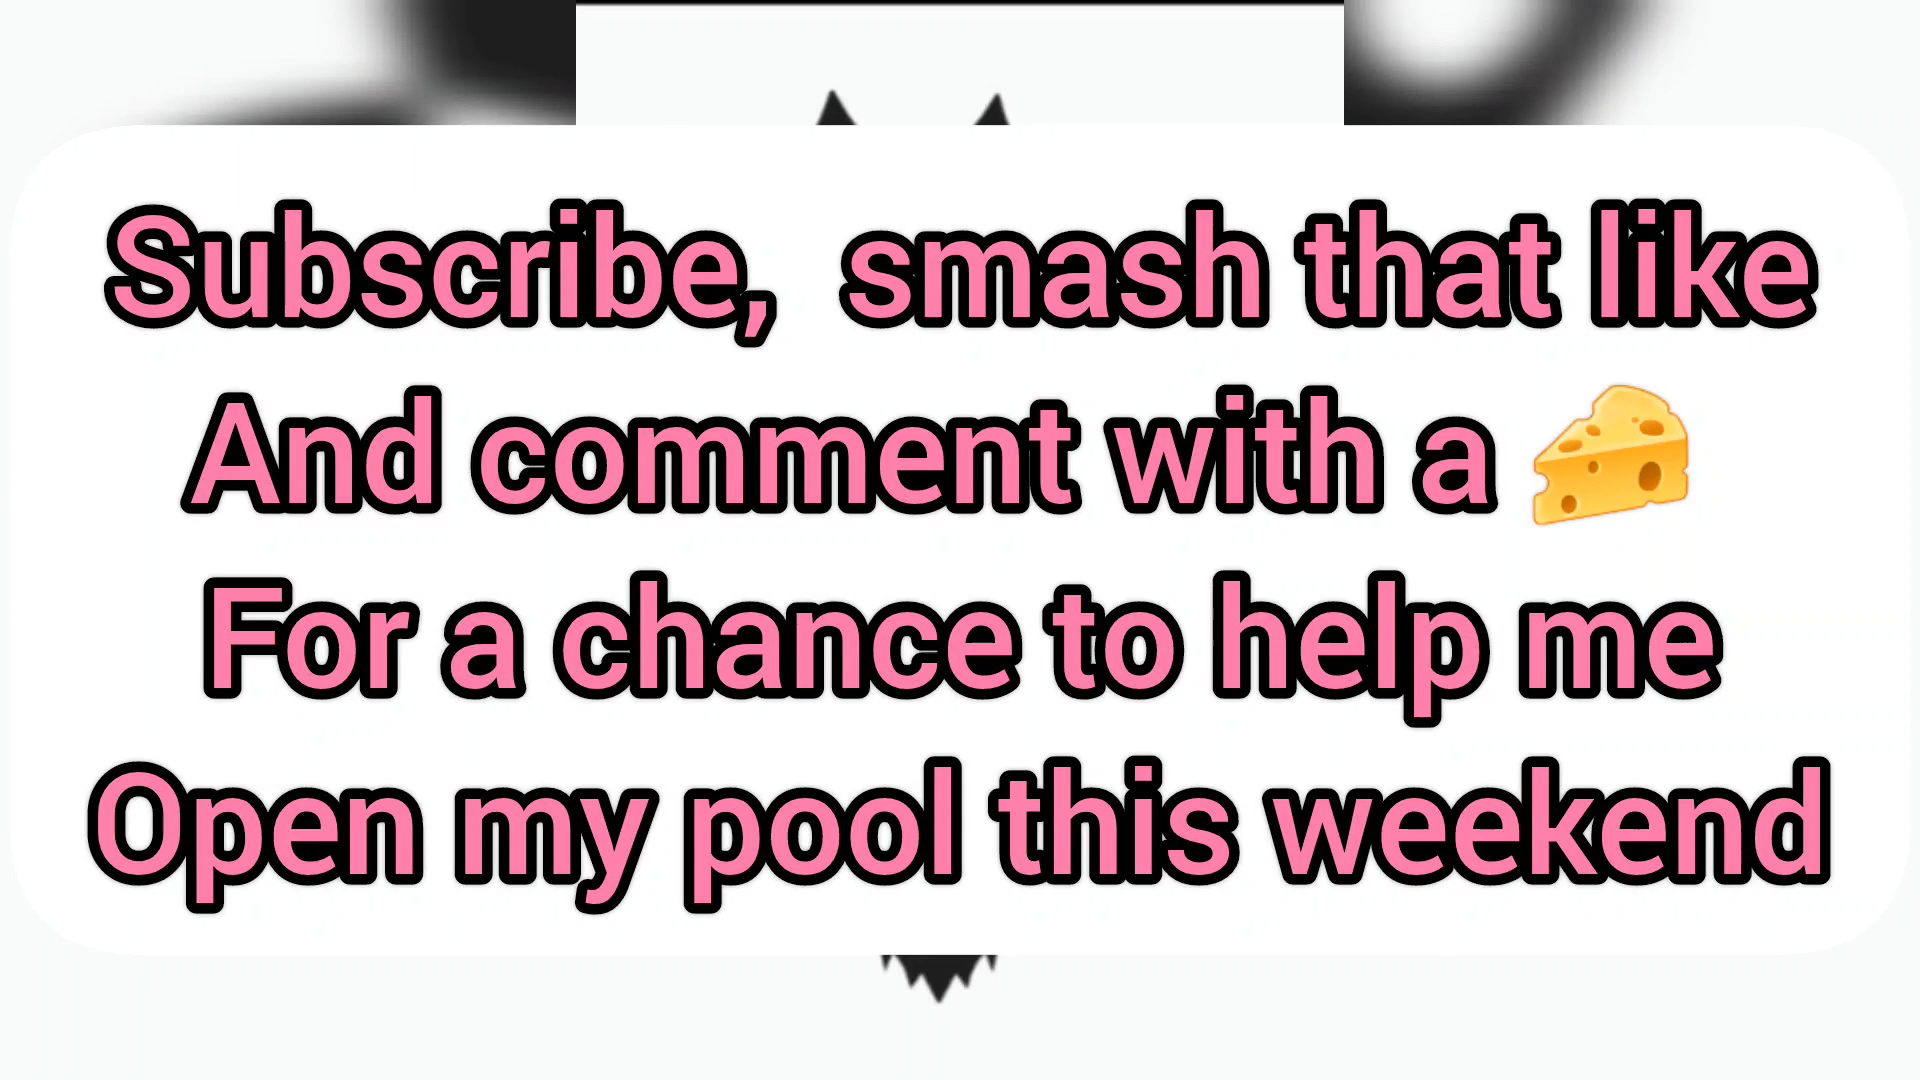 Subscribe,  smash that like
And comment with a 🧀
For a chance to help me
Open my pool this weekend